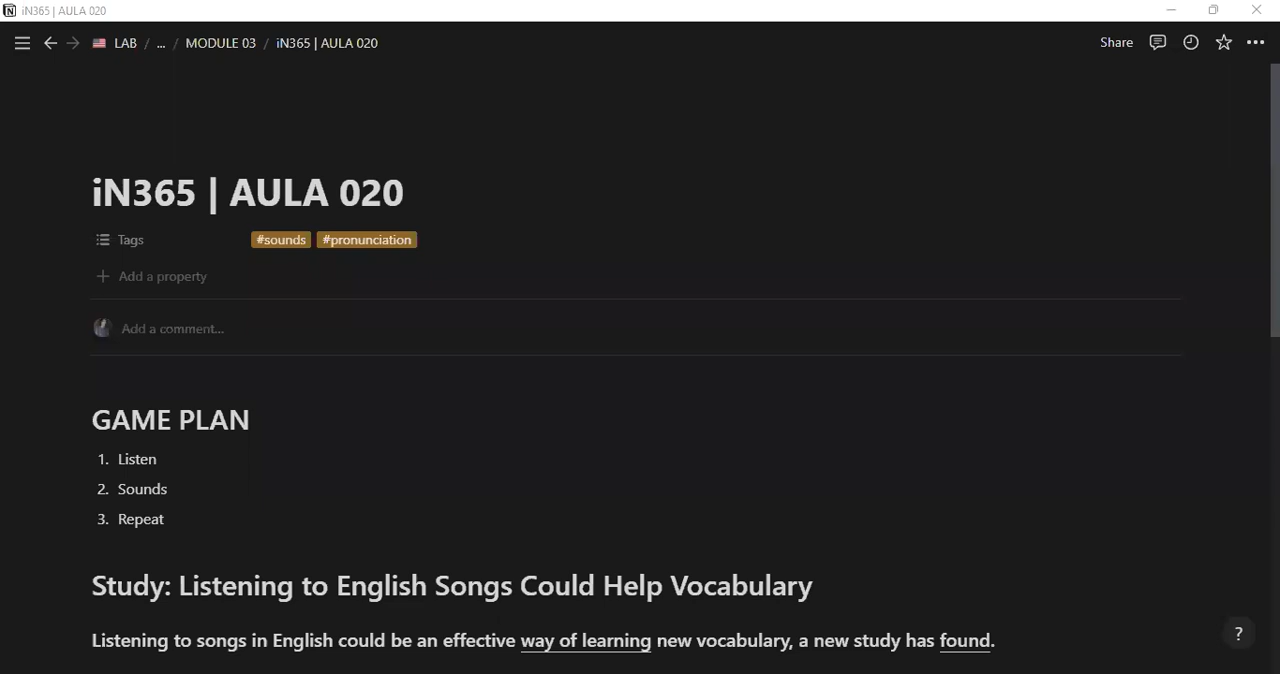 iN365 | AULA 020
LAB / ... / MODULE 03 / iN365 | AULA 020
Share
iN365 | AULA 020
Tags #sounds #pronunciation
Add a property
Add a comment...
GAME PLAN
1. Listen
2. Sounds
3. Repeat
Study: Listening to English Songs Could Help Vocabulary
Listening to songs in English could be an effective way of learning new vocabulary, a new study has found.
?